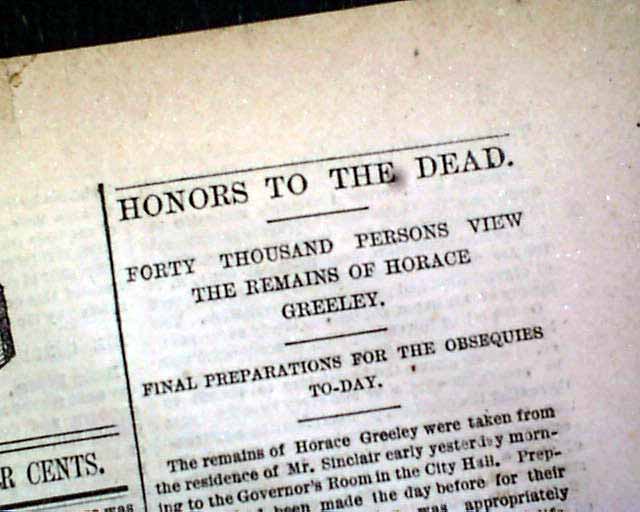 HONORS TO THE DEAD.
FORTY THOUSAND PERSONS VIEW
THE REMAINS OF HORACE
GREELEY.
FINAL PREPARATIONS FOR THE OBSEQUIES
TO-DAY.
The remains of Horace Greeley were taken from
the residence of Mr. Sinclair early yesterday morn-
ing to the Governor's Room in the City Hall. Prep-
been made the day before for their
was appropriately
R CENTS.
was